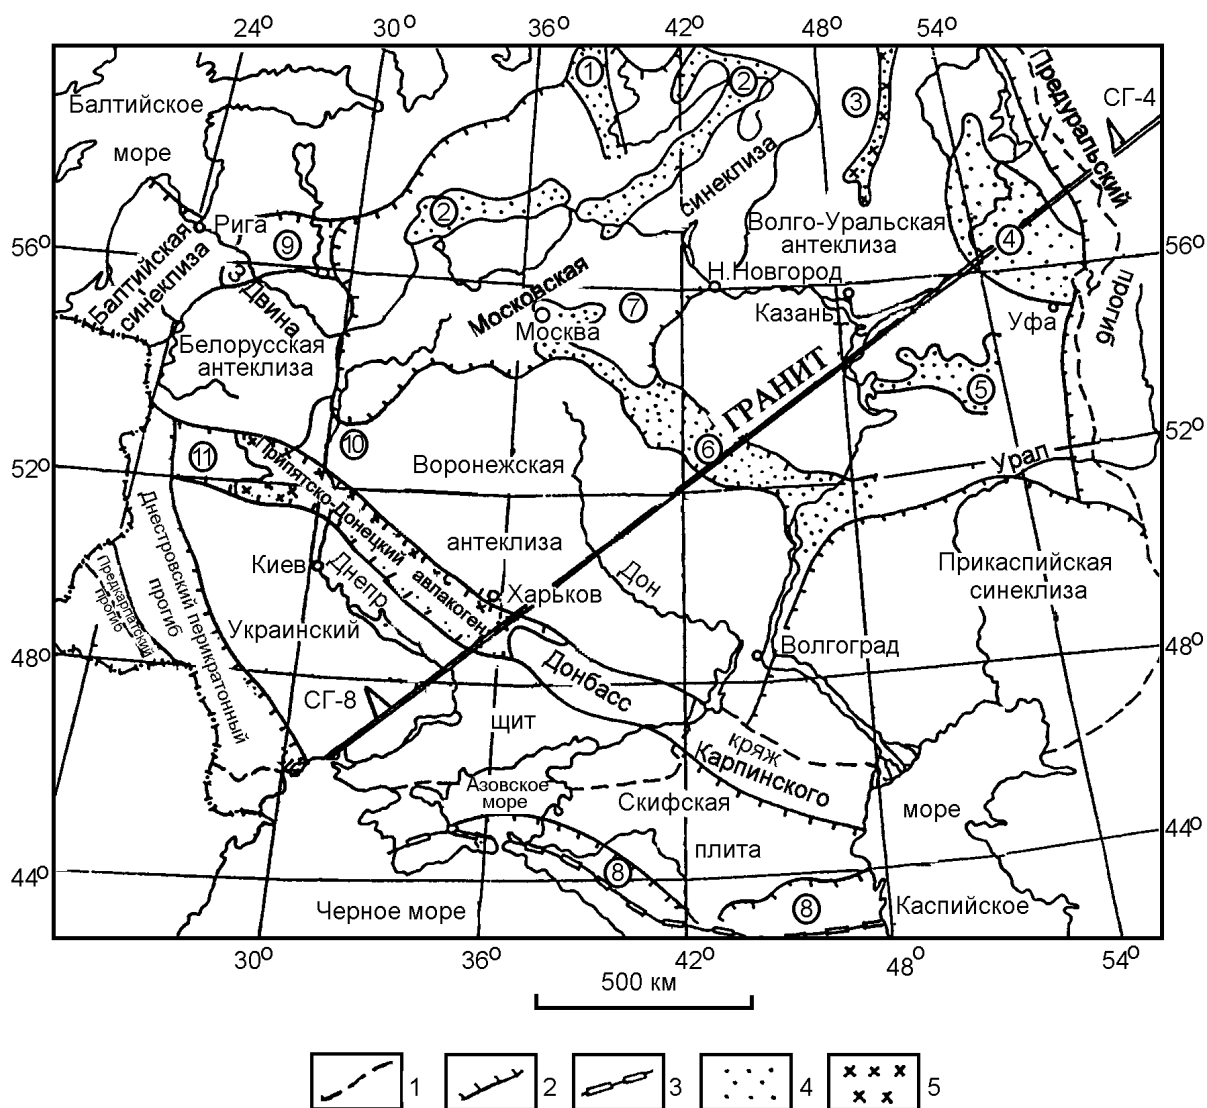 24° 30° 36° 42° 48° 54°
Балтийское
море
Рига
Балтийская
синеклиза
З. Двина
Белорусская
антеклиза
Московская
синеклиза
Москва
Н.Новгород
Волго-Уральская
антеклиза
Казань
Уфа
Предуральский
прогиб
СГ-4
ГРАНИТ
1
2
3
2
9
4
7
5
6
10
11
8
8
Воронежская
антеклиза
Припятско-Донецкий авлакоген
Днестровский перикратонный
прогиб
Предкарпатский
прогиб
Киев
Днепр
Харьков
Дон
Урал
Прикаспийская
синеклиза
Украинский
щит
СГ-8
Донбасс
Волгоград
кряж
Карпинского
Азовское
море
Скифская
плита
Черное море
Каспийское
море
56°
52°
48°
44°
56°
52°
48°
44°
30° 36° 42° 48° 54°
500 км
1 2 3 4 5